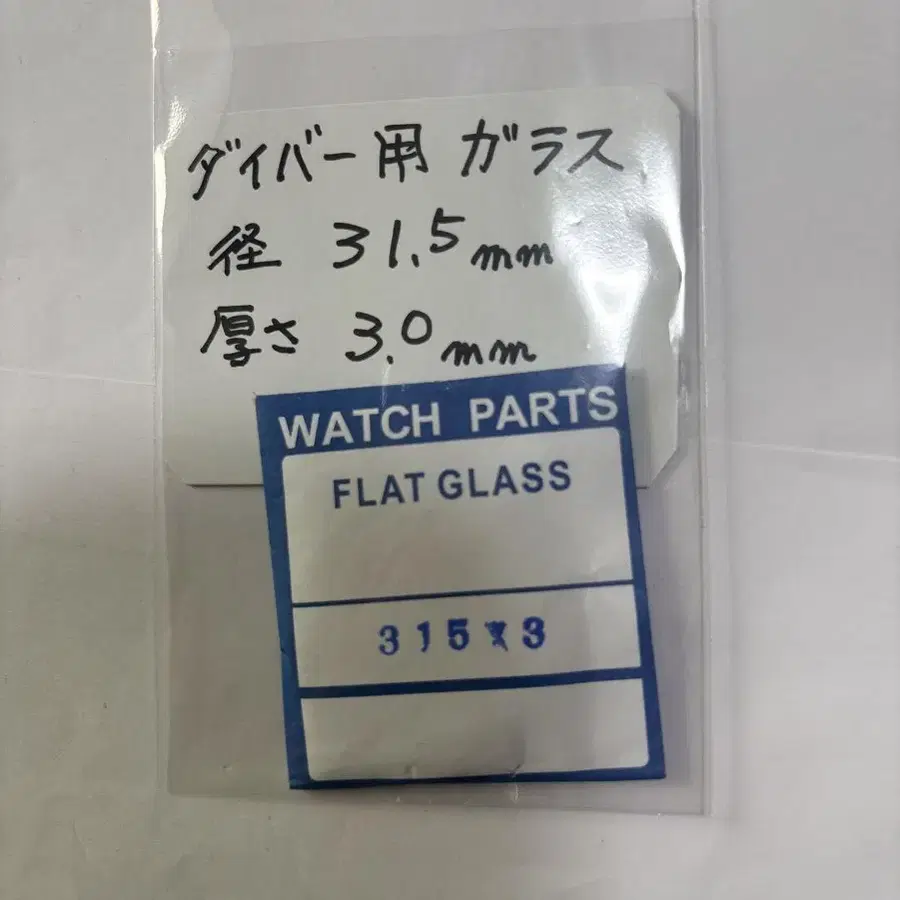 ダイバー用 ガラス
径 31.5mm
厚さ 3.0mm
WATCH PARTS
FLAT GLASS
315x3